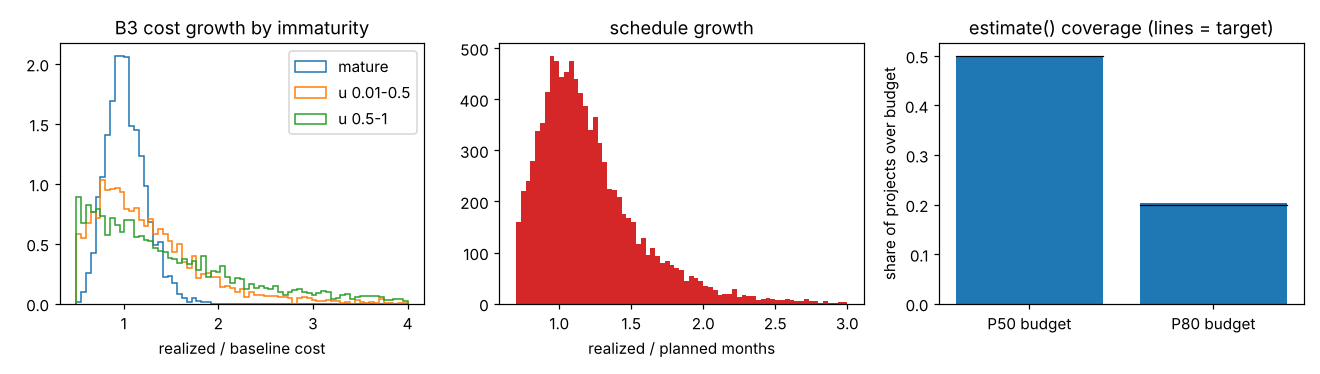 B3 cost growth by immaturity
2.0
1.5
1.0
0.5
0.0
mature
u 0.01-0.5
u 0.5-1
1 2 3 4
realized / baseline cost
schedule growth
500
400
300
200
100
0
1.0 1.5 2.0 2.5 3.0
realized / planned months
estimate() coverage (lines = target)
share of projects over budget
0.5
0.4
0.3
0.2
0.1
0.0
P50 budget P80 budget